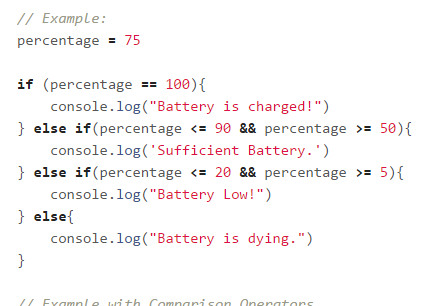 // Example:
percentage = 75
if (percentage == 100){
    console.log("Battery is charged!")
} else if(percentage <= 90 && percentage >= 50){
    console.log('Sufficient Battery.')
} else if(percentage <= 20 && percentage >= 5){
    console.log("Battery Low!")
} else{
    console.log("Battery is dying.")
}
// Example with Comparison Operators